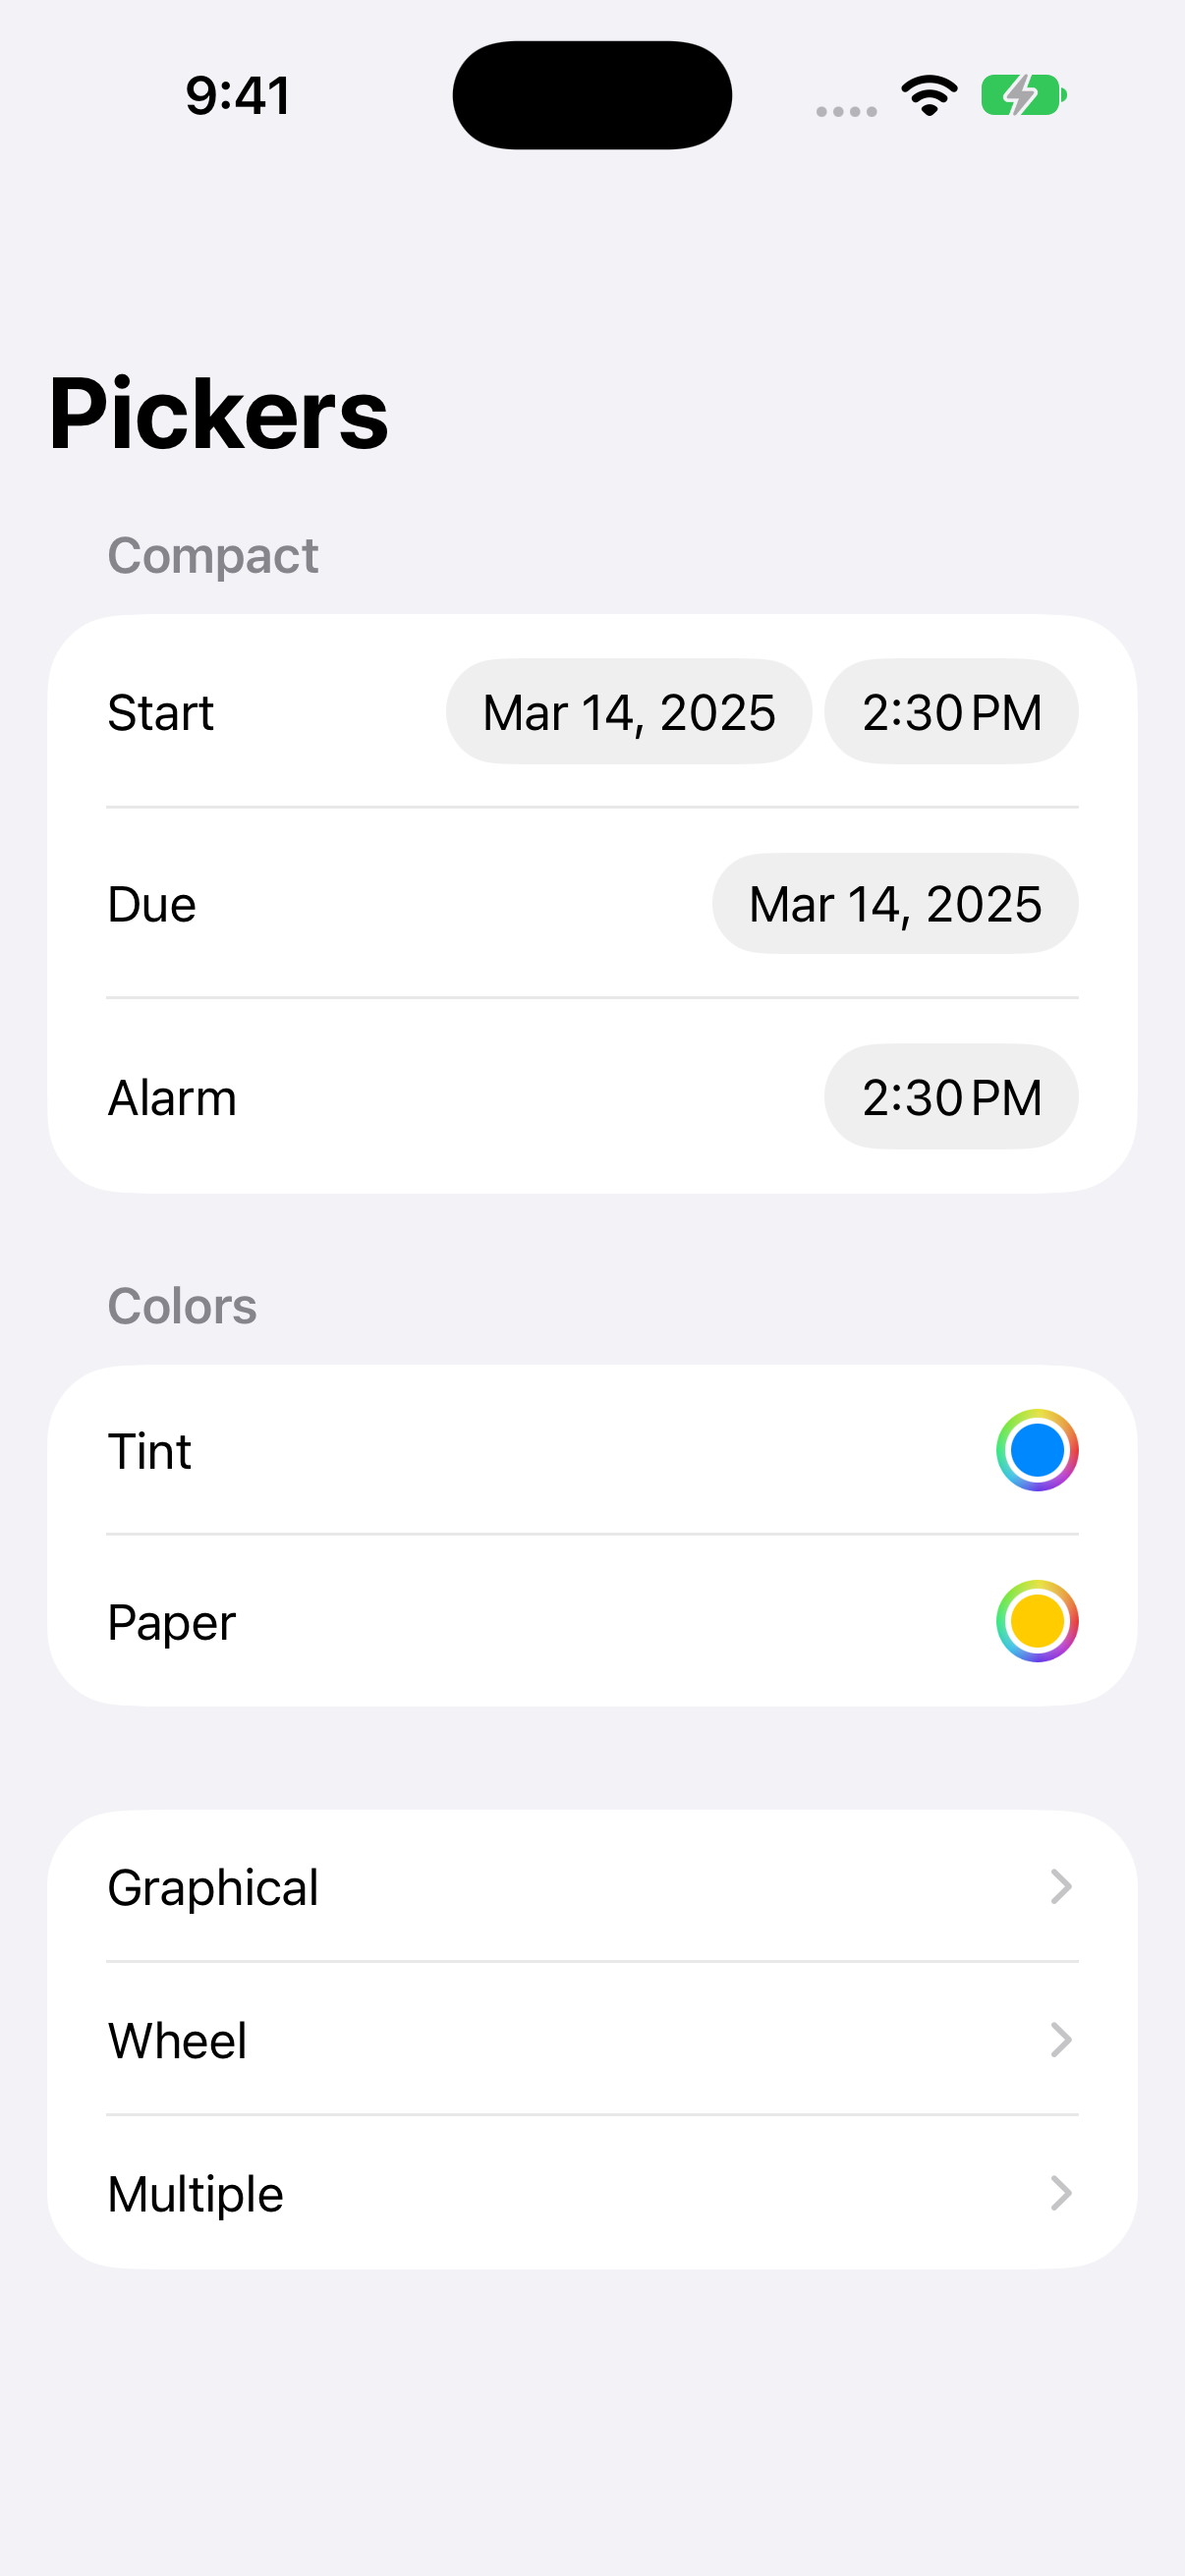 9:41
Pickers
Compact
Start Mar 14, 2025 2:30 PM
Due Mar 14, 2025
Alarm 2:30 PM
Colors
Tint
Paper
Graphical
Wheel
Multiple